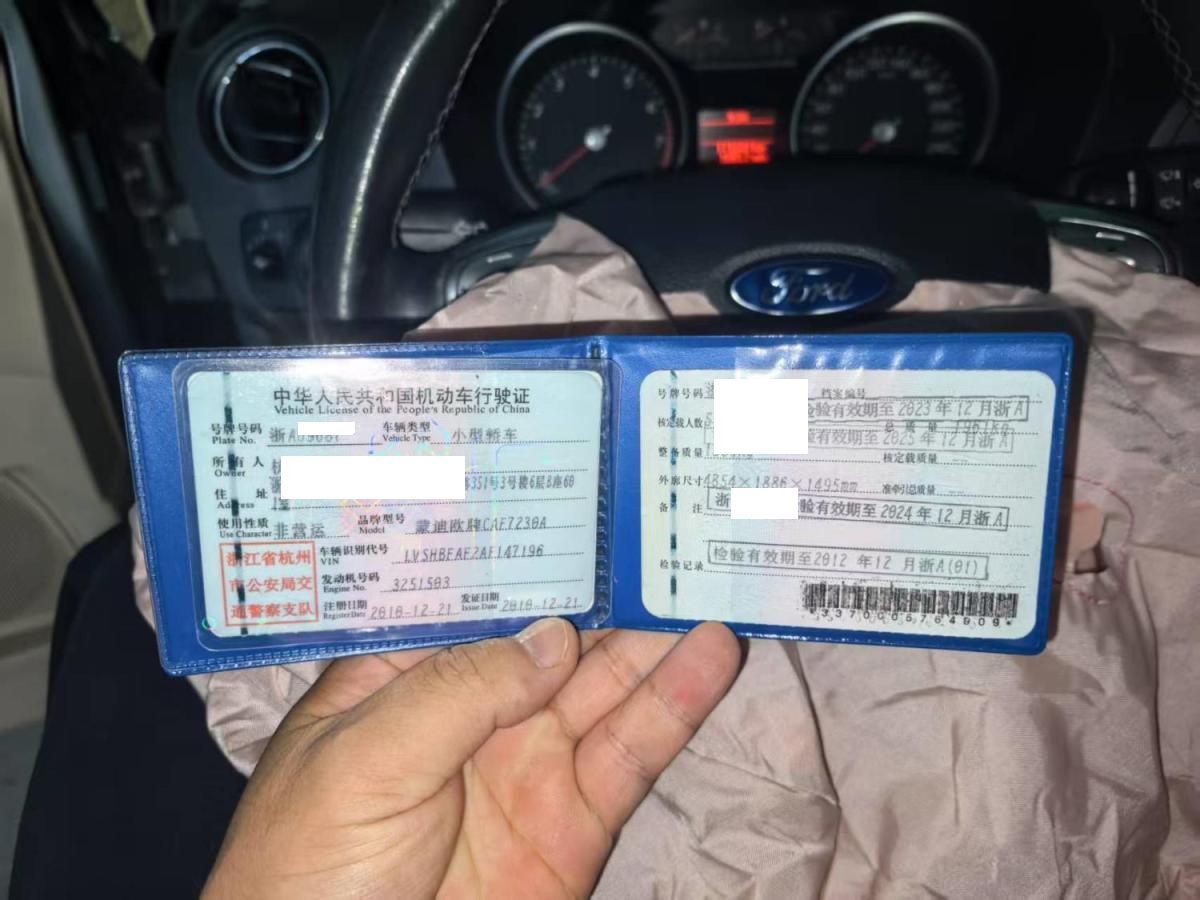 Ford
中华人民共和国机动车行驶证
Vehicle License of the People's Republic of China
号牌号码 浙A
Plate No.
车辆类型 小型轿车
Vehicle Type
所有人
Owner
住址 351号3号楼6层B座60
Address
使用性质 非营运
Use Character
品牌型号 蒙迪欧牌CAF7230A
Model
浙江省杭州
市公安局交
通警察支队
车辆识别代号 LVSHBFAF2AF147196
VIN
发动机号码 3251583
Engine No.
注册日期 2010-12-21
Register Date
发证日期 2010-12-21
Issue Date
号牌号码
档案编号
验有效期至2023年12月浙A
核定载人数
总质量
验有效期至2025年12月浙A
整备质量
核定载质量 --
外廓尺寸 4854×1886×1495mm
准牵引总质量 --
备注 浙 验有效期至2024年12月浙A
检验记录 检验有效期至2012年12月浙A(01)
*3370005764909*